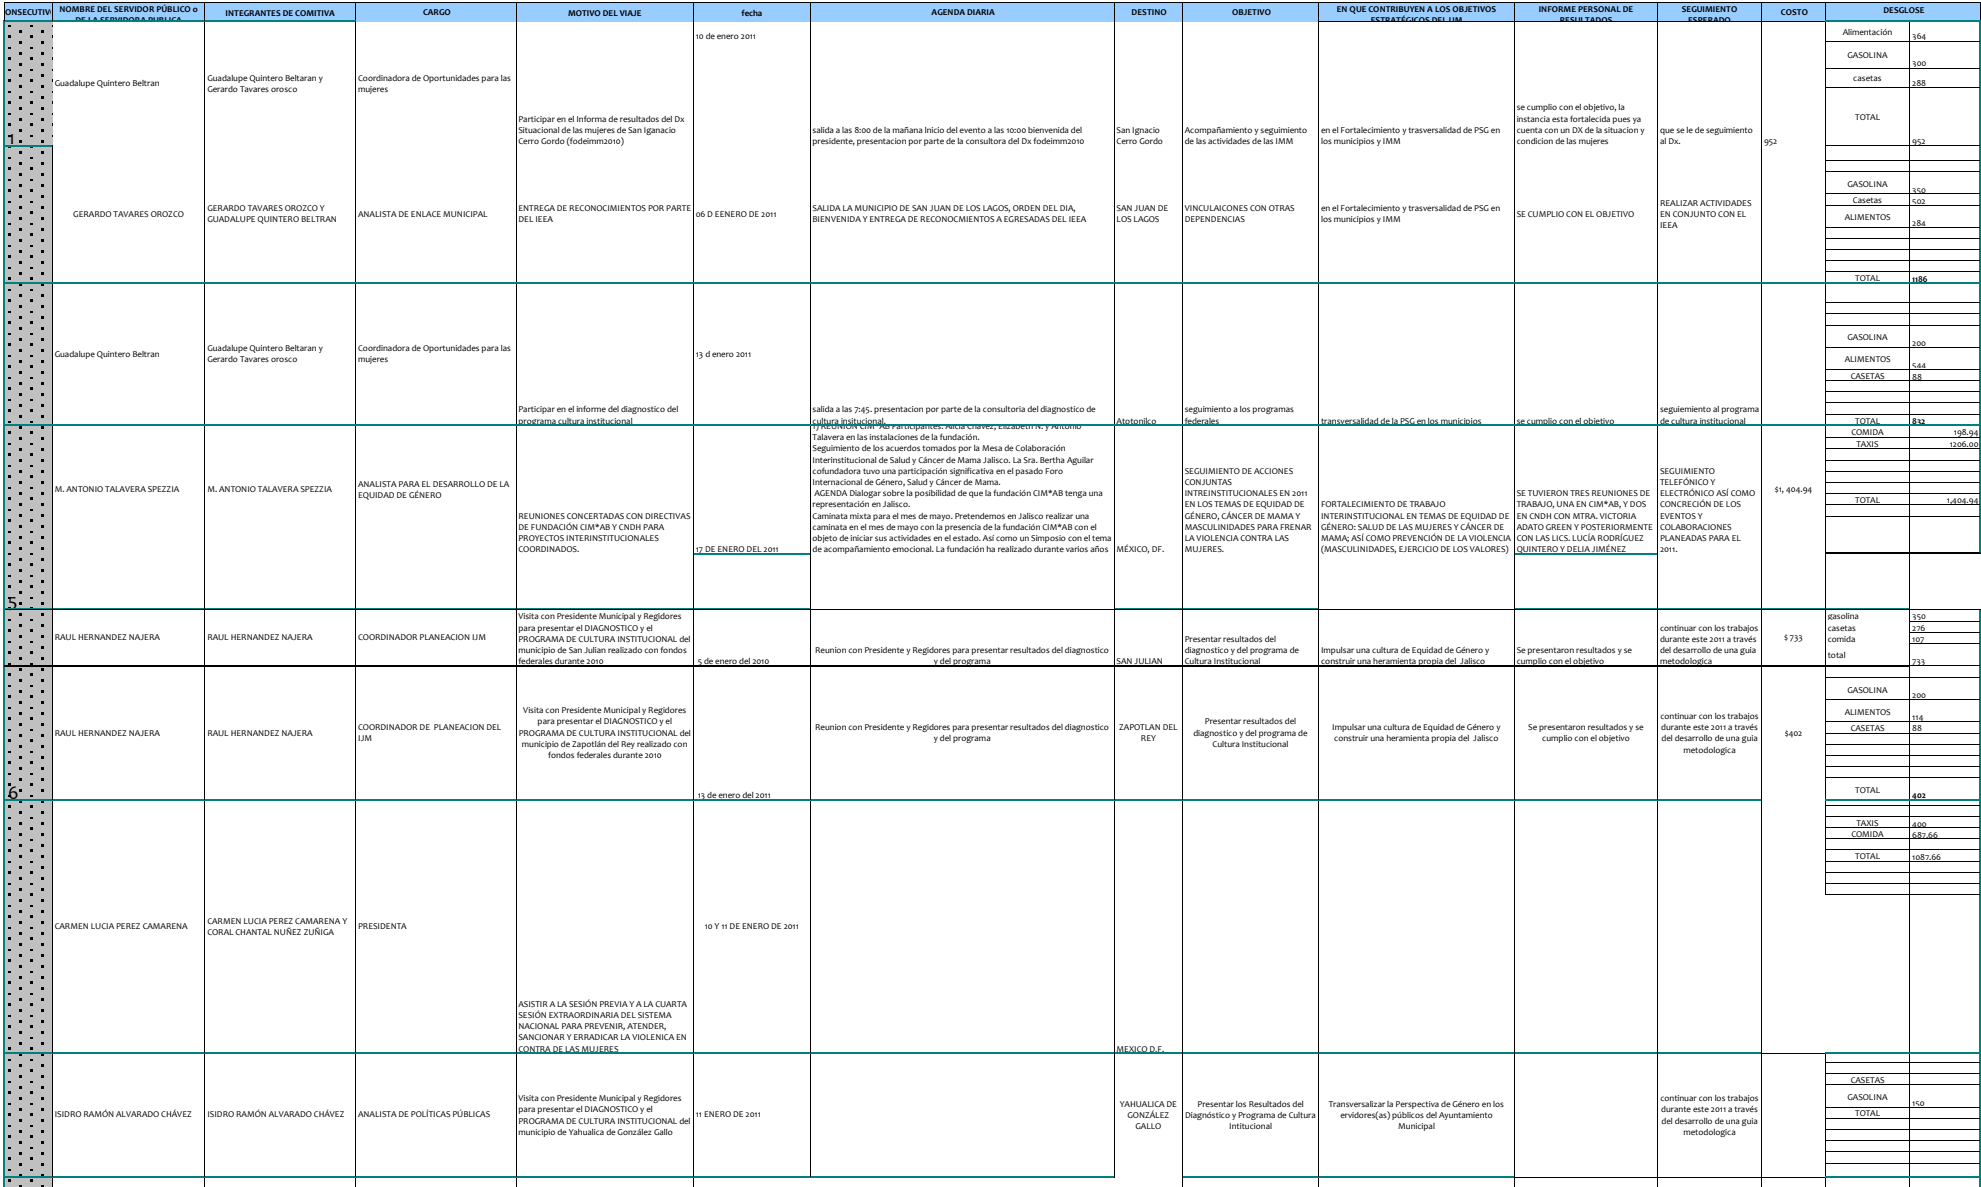 ONSECUTIV
NOMBRE DEL SERVIDOR PÚBLICO o
DE LA SERVIDORA PUBLICA
INTEGRANTES DE COMITIVA
CARGO
MOTIVO DEL VIAJE
fecha
AGENDA DIARIA
DESTINO
OBJETIVO
EN QUE CONTRIBUYEN A LOS OBJETIVOS
ESTRATÉGICOS DEL IJM
INFORME PERSONAL DE
RESULTADOS
SEGUIMIENTO
ESPERADO
COSTO
DESGLOSE
1
Guadalupe Quintero Beltran
Guadalupe Quintero Beltaran y
Gerardo Tavares orosco
Coordinadora de Oportunidades para las
mujeres
Participar en el Informa de resultados del Dx
Situacional de las mujeres de San Iganacio
Cerro Gordo (fodeimm2010)
10 de enero 2011
salida a las 8:00 de la mañana Inicio del evento a las 10:00 bienvenida del
presidente, presentacion por parte de la consultora del Dx fodeimm2010
San Ignacio
Cerro Gordo
Acompañamiento y seguimiento
de las actividades de las IMM
en el Fortalecimiento y trasversalidad de PSG en
los municipios y IMM
se cumplio con el objetivo, la
instancia esta fortalecida pues ya
cuenta con un DX de la situacion y
condicion de las mujeres
que se le de seguimiento
al Dx.
952
Alimentación 364
GASOLINA 300
casetas 288
TOTAL 952
GERARDO TAVARES OROZCO
GERARDO TAVARES OROZCO Y
GUADALUPE QUINTERO BELTRAN
ANALISTA DE ENLACE MUNICIPAL
ENTREGA DE RECONOCIMIENTOS POR PARTE
DEL IEEA
06 D EENERO DE 2011
SALIDA LA MUNICIPIO DE SAN JUAN DE LOS LAGOS, ORDEN DEL DIA,
BIENVENIDA Y ENTREGA DE RECONOCMIENTOS A EGRESADAS DEL IEEA
SAN JUAN DE
LOS LAGOS
VINCULAICONES CON OTRAS
DEPENDENCIAS
en el Fortalecimiento y trasversalidad de PSG en
los municipios y IMM
SE CUMPLIO CON EL OBJETIVO
REALIZAR ACTIVIDADES
EN CONJUNTO CON EL
IEEA
GASOLINA 350
Casetas 502
ALIMENTOS 284
TOTAL 1186
Guadalupe Quintero Beltran
Guadalupe Quintero Beltaran y
Gerardo Tavares orosco
Coordinadora de Oportunidades para las
mujeres
Participar en el informe del diagnostico del
programa cultura institucional
13 d enero 2011
salida a las 7:45. presentacion por parte de la consultoria del diagnostico de
cultura insitucional.
Atotonilco
seguimiento a los programas
federales
transversalidad de la PSG en los municipios
se cumplio con el objetivo
seguiemiento al programa
de cultura institucional
GASOLINA 200
ALIMENTOS 544
CASETAS 88
TOTAL 832
5
M. ANTONIO TALAVERA SPEZZIA
M. ANTONIO TALAVERA SPEZZIA
ANALISTA PARA EL DESARROLLO DE LA
EQUIDAD DE GÉNERO
REUNIONES CONCERTADAS CON DIRECTIVAS
DE FUNDACIÓN CIM*AB Y CNDH PARA
PROYECTOS INTERINSTITUCIONALES
COORDINADOS.
17 DE ENERO DEL 2011
1) REUNIÓN CIM*AB Participantes: Alicia Chávez, Elizabeth N. y Antonio
Talavera en las instalaciones de la fundación.
Seguimiento de los acuerdos tomados por la Mesa de Colaboración
Interinstitucional de Salud y Cáncer de Mama Jalisco. La Sra. Bertha Aguilar
cofundadora tuvo una participación significativa en el pasado Foro
Internacional de Género, Salud y Cáncer de Mama.
AGENDA Dialogar sobre la posibilidad de que la fundación CIM*AB tenga una
representación en Jalisco.
Caminata mixta para el mes de mayo. Pretendemos en Jalisco realizar una
caminata en el mes de mayo con la presencia de la fundación CIM*AB con el
objeto de iniciar sus actividades en el estado. Así como un Simposio con el tema
de acompañamiento emocional. La fundación ha realizado durante varios años
MÉXICO, DF.
SEGUIMIENTO DE ACCIONES
CONJUNTAS
INTREINSTITUCIONALES EN 2011
EN LOS TEMAS DE EQUIDAD DE
GÉNERO, CÁNCER DE MAMA Y
MASCULINIDADES PARA FRENAR
LA VIOLENCIA CONTRA LAS
MUJERES.
FORTALECIMIENTO DE TRABAJO
INTERINSTITUCIONAL EN TEMAS DE EQUIDAD DE
GÉNERO: SALUD DE LAS MUJERES Y CÁNCER DE
MAMA; ASÍ COMO PREVENCIÓN DE LA VIOLENCIA
(MASCULINIDADES, EJERCICIO DE LOS VALORES)
SE TUVIERON TRES REUNIONES DE
TRABAJO, UNA EN CIM*AB, Y DOS
EN CNDH CON MTRA. VICTORIA
ADATO GREEN Y POSTERIORMENTE
CON LAS LICS. LUCÍA RODRÍGUEZ
QUINTERO Y DELIA JIMÉNEZ
SEGUIMIENTO
TELEFÓNICO Y
ELECTRÓNICO ASÍ COMO
CONCRECIÓN DE LOS
EVENTOS Y
COLABORACIONES
PLANEADAS PARA EL
2011.
$1, 404.94
COMIDA 198.94
TAXIS 1206.00
TOTAL 1,404.94
RAUL HERNANDEZ NAJERA
RAUL HERNANDEZ NAJERA
COORDINADOR PLANEACION IJM
Visita con Presidente Municipal y Regidores
para presentar el DIAGNOSTICO y el
PROGRAMA DE CULTURA INSTITUCIONAL del
municipio de San Julian realizado con fondos
federales durante 2010
5 de enero del 2010
Reunion con Presidente y Regidores para presentar resultados del diagnostico
y del programa
SAN JULIAN
Presentar resultados del
diagnostico y del programa de
Cultura Institucional
Impulsar una cultura de Equidad de Género y
construir una heramienta propia del Jalisco
Se presentaron resultados y se
cumplio con el objetivo
continuar con los trabajos
durante este 2011 a través
del desarrollo de una guia
metodologica
$ 733
gasolina 350
casetas 276
comida 107
total 733
6
RAUL HERNANDEZ NAJERA
RAUL HERNANDEZ NAJERA
COORDINADOR DE PLANEACION DEL
IJM
Visita con Presidente Municipal y Regidores
para presentar el DIAGNOSTICO y el
PROGRAMA DE CULTURA INSTITUCIONAL del
municipio de Zapotlán del Rey realizado con
fondos federales durante 2010
13 de enero del 2011
Reunion con Presidente y Regidores para presentar resultados del diagnostico
y del programa
ZAPOTLAN DEL
REY
Presentar resultados del
diagnostico y del programa de
Cultura Institucional
Impulsar una cultura de Equidad de Género y
construir una heramienta propia del Jalisco
Se presentaron resultados y se
cumplio con el objetivo
continuar con los trabajos
durante este 2011 a través
del desarrollo de una guia
metodologica
$402
GASOLINA 200
ALIMENTOS 114
CASETAS 88
TOTAL 402
CARMEN LUCIA PEREZ CAMARENA
CARMEN LUCIA PEREZ CAMARENA Y
CORAL CHANTAL NUÑEZ ZUÑIGA
PRESIDENTA
ASISTIR A LA SESIÓN PREVIA Y A LA CUARTA
SESIÓN EXTRAORDINARIA DEL SISTEMA
NACIONAL PARA PREVENIR, ATENDER,
SANCIONAR Y ERRADICAR LA VIOLENICA EN
CONTRA DE LAS MUJERES
10 Y 11 DE ENERO DE 2011
MEXICO D.F.
TAXIS 400
COMIDA 687.66
TOTAL 1087.66
ISIDRO RAMÓN ALVARADO CHÁVEZ
ISIDRO RAMÓN ALVARADO CHÁVEZ
ANALISTA DE POLÍTICAS PÚBLICAS
Visita con Presidente Municipal y Regidores
para presentar el DIAGNOSTICO y el
PROGRAMA DE CULTURA INSTITUCIONAL del
municipio de Yahualica de González Gallo
11 ENERO DE 2011
YAHUALICA DE
GONZÁLEZ
GALLO
Presentar los Resultados del
Diagnóstico y Programa de Cultura
Intitucional
Transversalizar la Perspectiva de Género en los
ervidores(as) públicos del Ayuntamiento
Municipal
continuar con los trabajos
durante este 2011 a través
del desarrollo de una guia
metodologica
CASETAS
GASOLINA 150
TOTAL